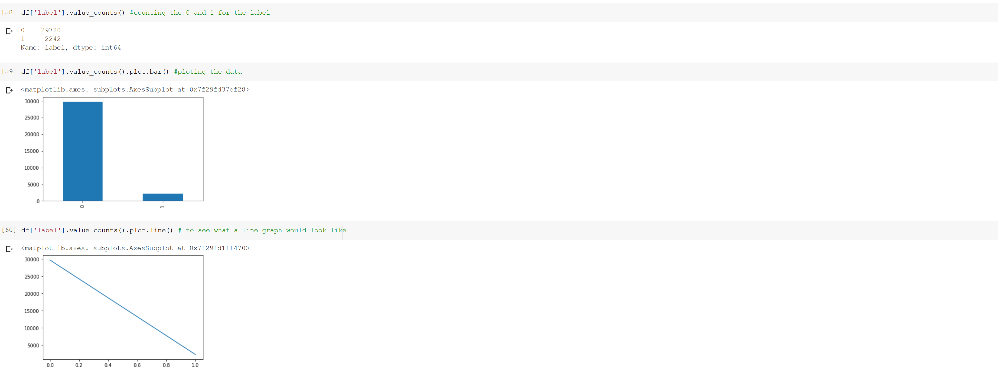 [58] df['label'].value_counts() #counting the 0 and 1 for the label
0    29720
1     2242
Name: label, dtype: int64
[59] df['label'].value_counts().plot.bar() #ploting the data
<matplotlib.axes._subplots.AxesSubplot at 0x7f29fd37ef28>
30000
25000
20000
15000
10000
5000
0
0 1
[60] df['label'].value_counts().plot.line() # to see what a line graph would look like
<matplotlib.axes._subplots.AxesSubplot at 0x7f29fd1ff470>
30000
25000
20000
15000
10000
5000
0.0 0.2 0.4 0.6 0.8 1.0